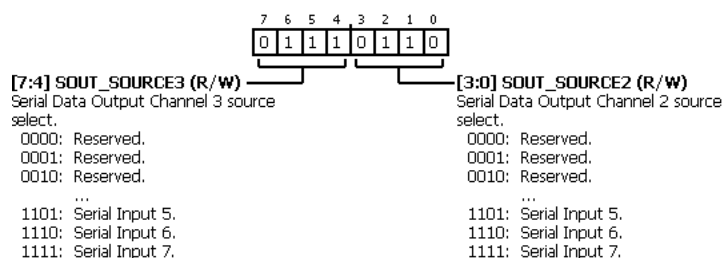 7 6 5 4 3 2 1 0
0 1 1 1 0 1 1 0
[7:4] SOUT_SOURCE3 (R/W)
Serial Data Output Channel 3 source
select.
0000: Reserved.
0001: Reserved.
0010: Reserved.
...
1101: Serial Input 5.
1110: Serial Input 6.
1111: Serial Input 7.
[3:0] SOUT_SOURCE2 (R/W)
Serial Data Output Channel 2 source
select.
0000: Reserved.
0001: Reserved.
0010: Reserved.
...
1101: Serial Input 5.
1110: Serial Input 6.
1111: Serial Input 7.